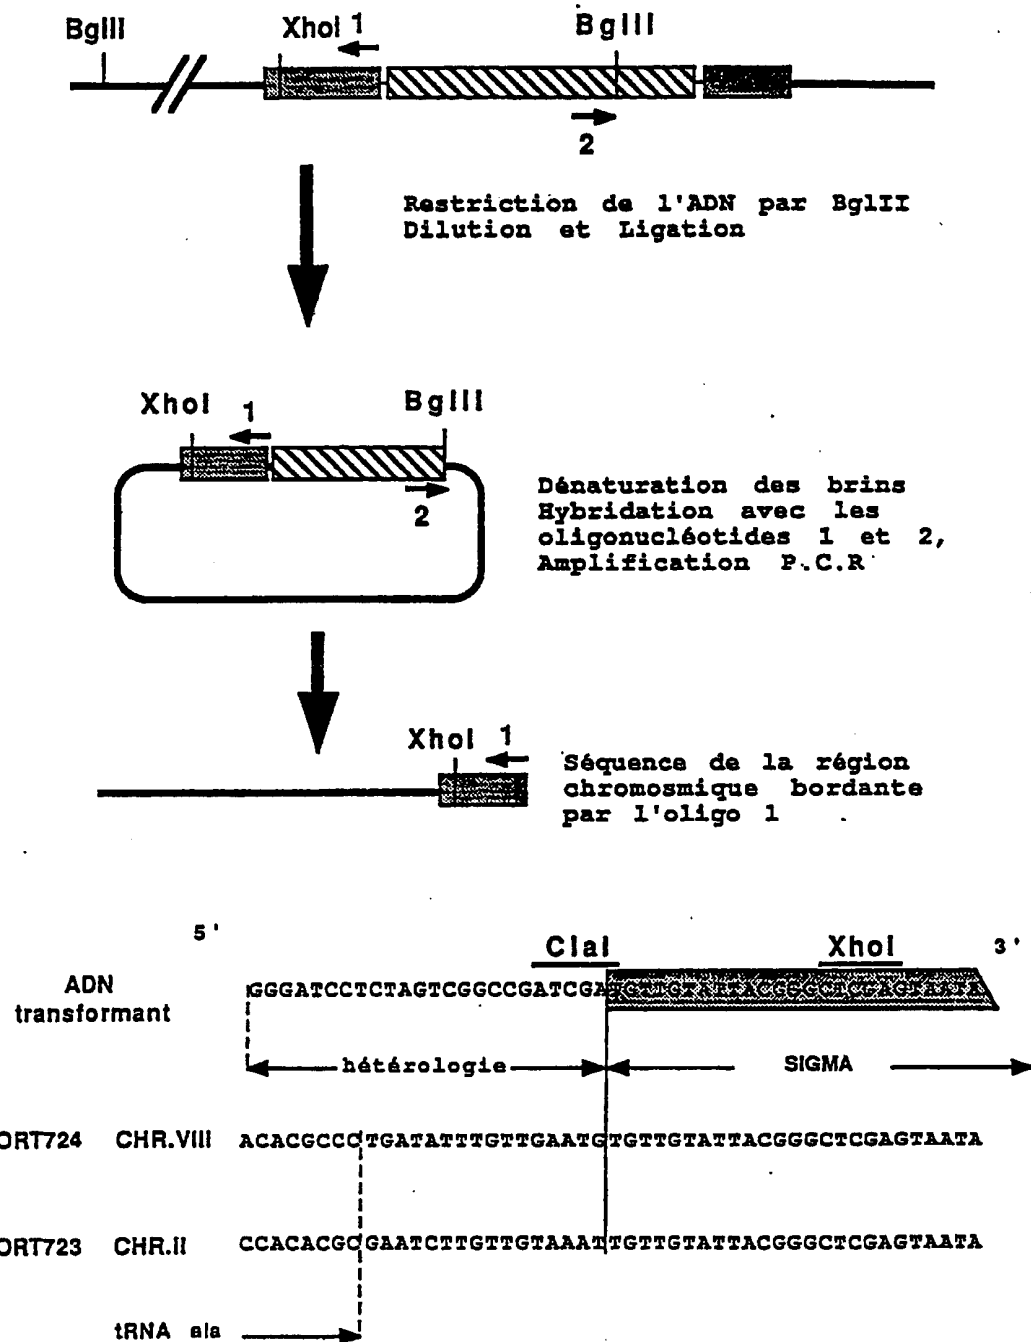 BglII XhoI 1 BglII
2
Restriction de l'ADN par BglII
Dilution et Ligation
XhoI 1 BglII
2
Dénaturation des brins
Hybridation avec les
oligonucléotides 1 et 2,
Amplification P.C.R
XhoI 1
Séquence de la région
chromosmique bordante
par l'oligo 1
5' ClaI XhoI 3'
ADN
transformant
GGGATCCTCTAGTCGGCCGATCGATGTTGTATTACGGGCTCGAGTAATA
hétérologie SIGMA
ORT724 CHR.VIII ACACGCCCTGATATTTGTTGAATGTGTTGTATTACGGGCTCGAGTAATA
ORT723 CHR.II CCACACGCGAATCTTGTTGTAAATTGTTGTATTACGGGCTCGAGTAATA
tRNA ala